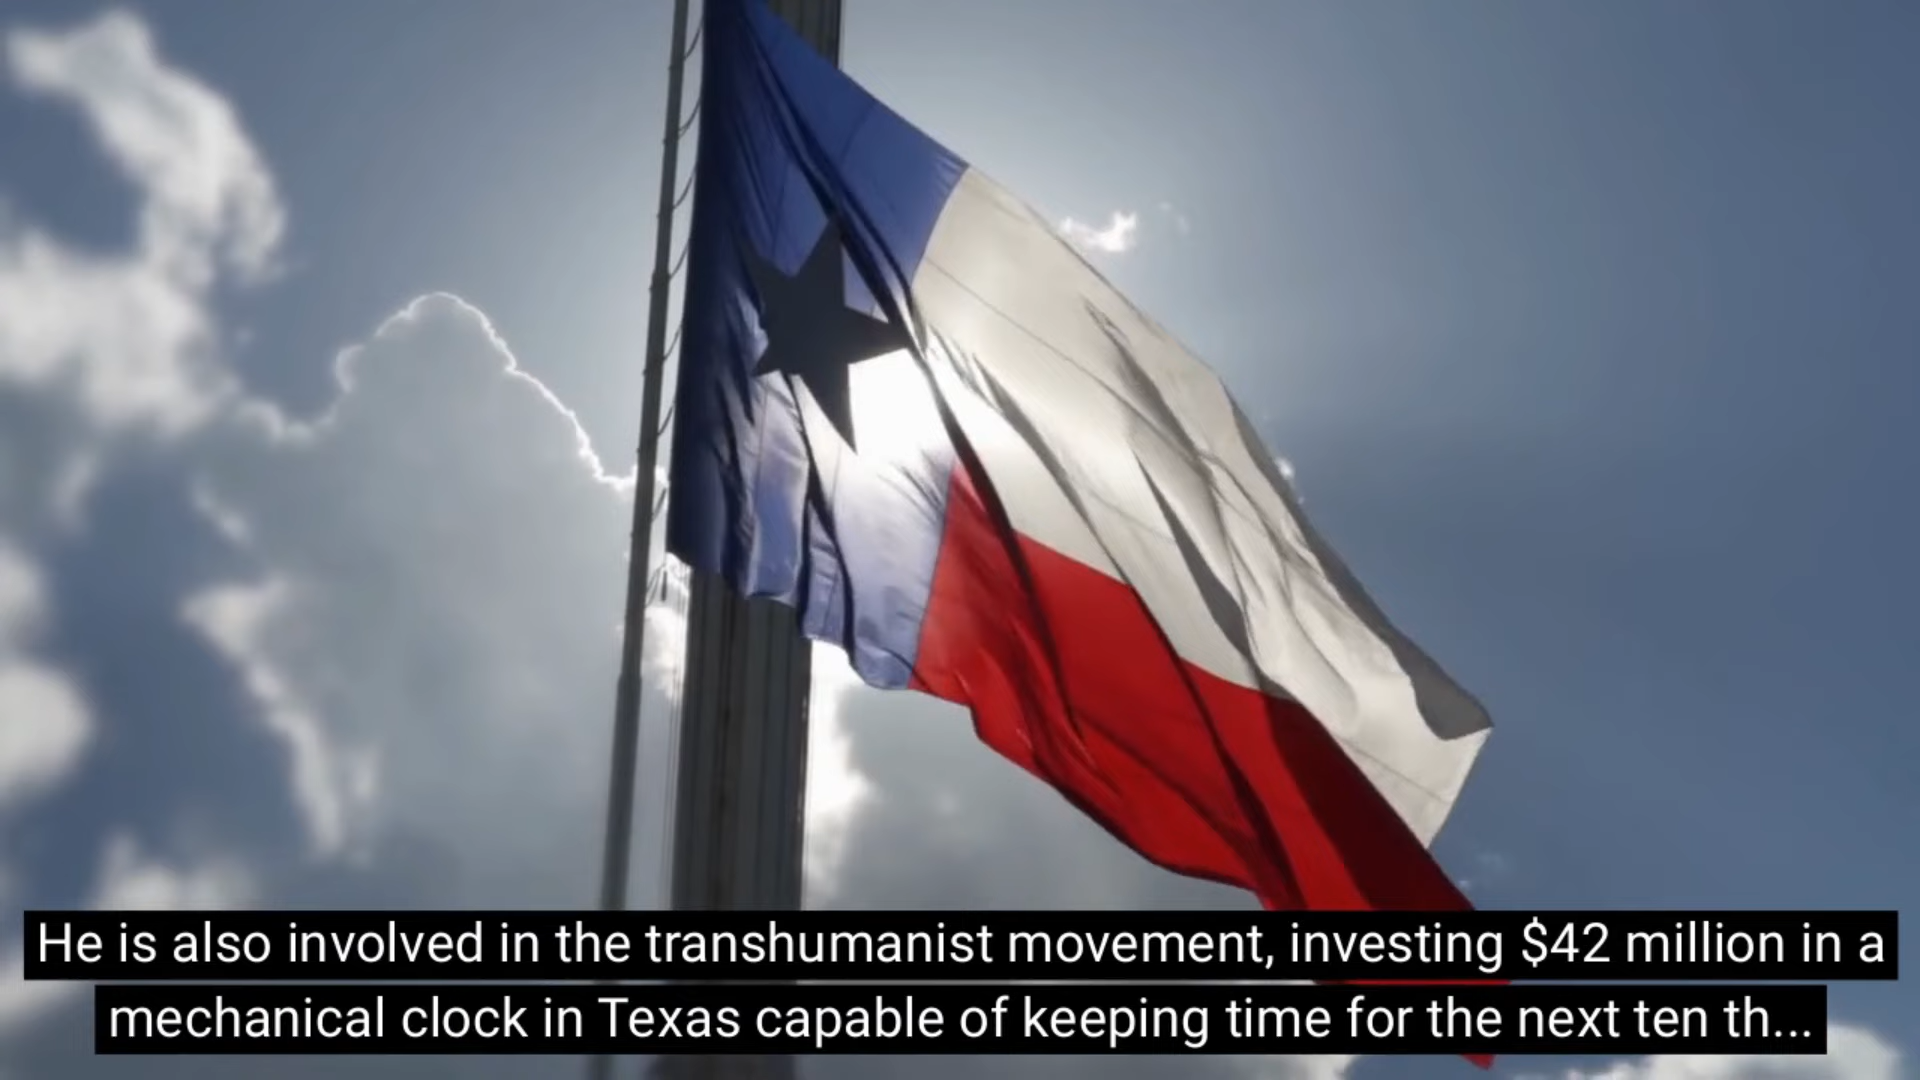 He is also involved in the transhumanist movement, investing $42 million in a
mechanical clock in Texas capable of keeping time for the next ten th...